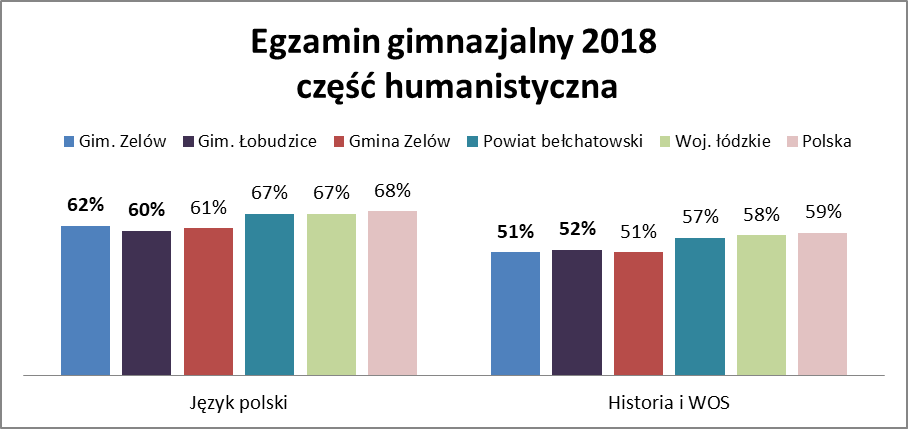 Egzamin gimnazjalny 2018
część humanistyczna
Gim. Zelów Gim. Łobudzice Gmina Zelów Powiat bełchatowski Woj. łódzkie Polska
62% 60% 61% 67% 67% 68%
51% 52% 51% 57% 58% 59%
Język polski
Historia i WOS